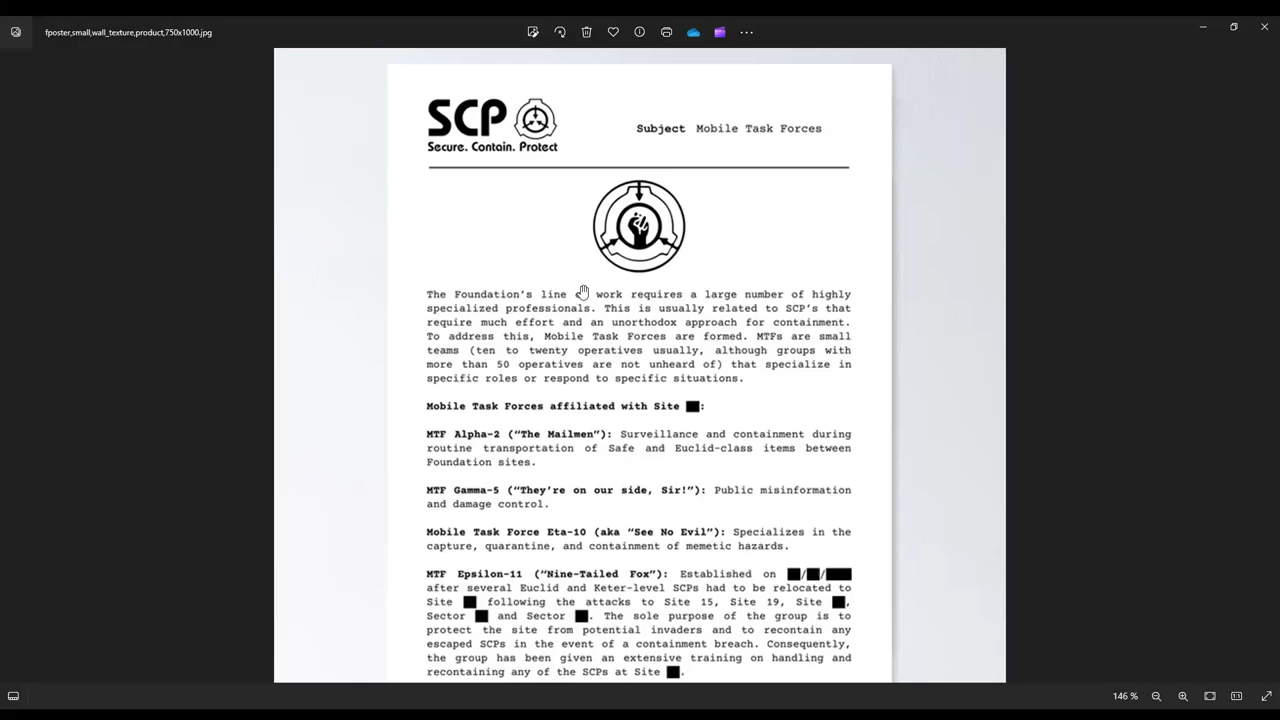 fposter,small,wall_texture,product,750x1000.jpg
SCP
Secure. Contain. Protect
Subject Mobile Task Forces
The Foundation's line work requires a large number of highly
specialized professionals. This is usually related to SCP's that
require much effort and an unorthodox approach for containment.
To address this, Mobile Task Forces are formed. MTFs are small
teams (ten to twenty operatives usually, although groups with
more than 50 operatives are not unheard of) that specialize in
specific roles or respond to specific situations.
Mobile Task Forces affiliated with Site :
MTF Alpha-2 (“The Mailmen”): Surveillance and containment during
routine transportation of Safe and Euclid-class items between
Foundation sites.
MTF Gamma-5 (“They’re on our side, Sir!”): Public misinformation
and damage control.
Mobile Task Force Eta-10 (aka “See No Evil”): Specializes in the
capture, quarantine, and containment of memetic hazards.
MTF Epsilon-11 (“Nine-Tailed Fox”): Established on / /
after several Euclid and Keter-level SCPs had to be relocated to
Site following the attacks to Site 15, Site 19, Site ,
Sector and Sector . The sole purpose of the group is to
protect the site from potential invaders and to recontain any
escaped SCPs in the event of a containment breach. Consequently,
the group has been given an extensive training on handling and
recontaining any of the SCPs at Site .
146 %